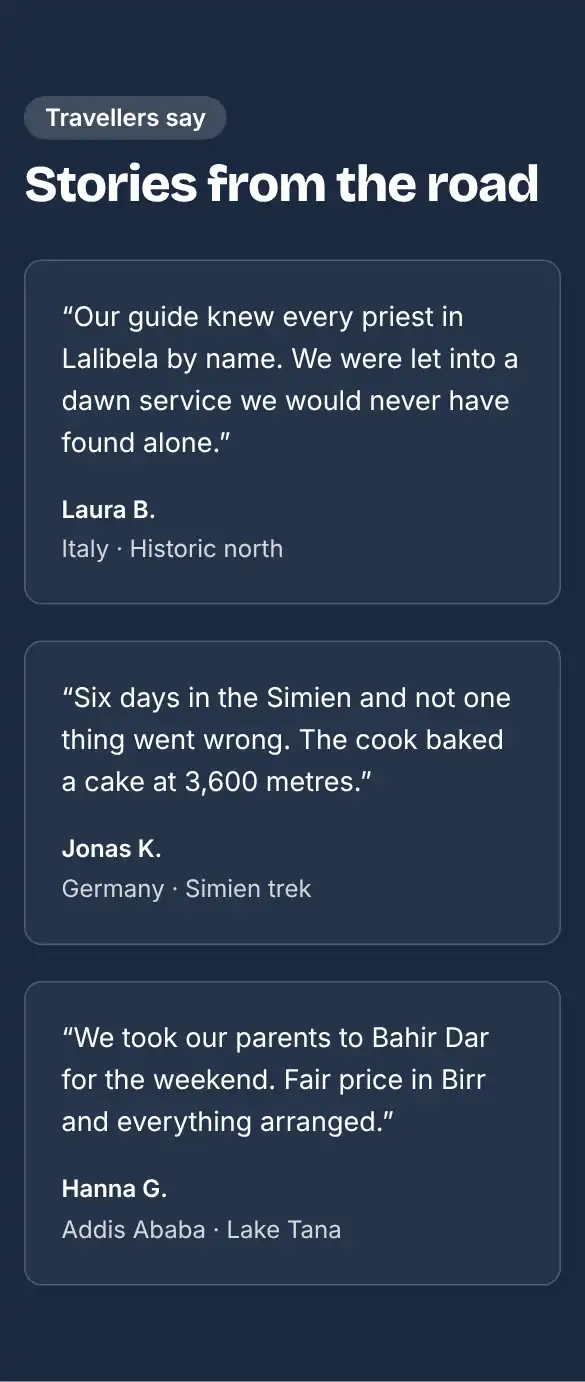 Travellers say
Stories from the road
“Our guide knew every priest in
Lalibela by name. We were let into a
dawn service we would never have
found alone.”
Laura B.
Italy · Historic north
“Six days in the Simien and not one
thing went wrong. The cook baked
a cake at 3,600 metres.”
Jonas K.
Germany · Simien trek
“We took our parents to Bahir Dar
for the weekend. Fair price in Birr
and everything arranged.”
Hanna G.
Addis Ababa · Lake Tana